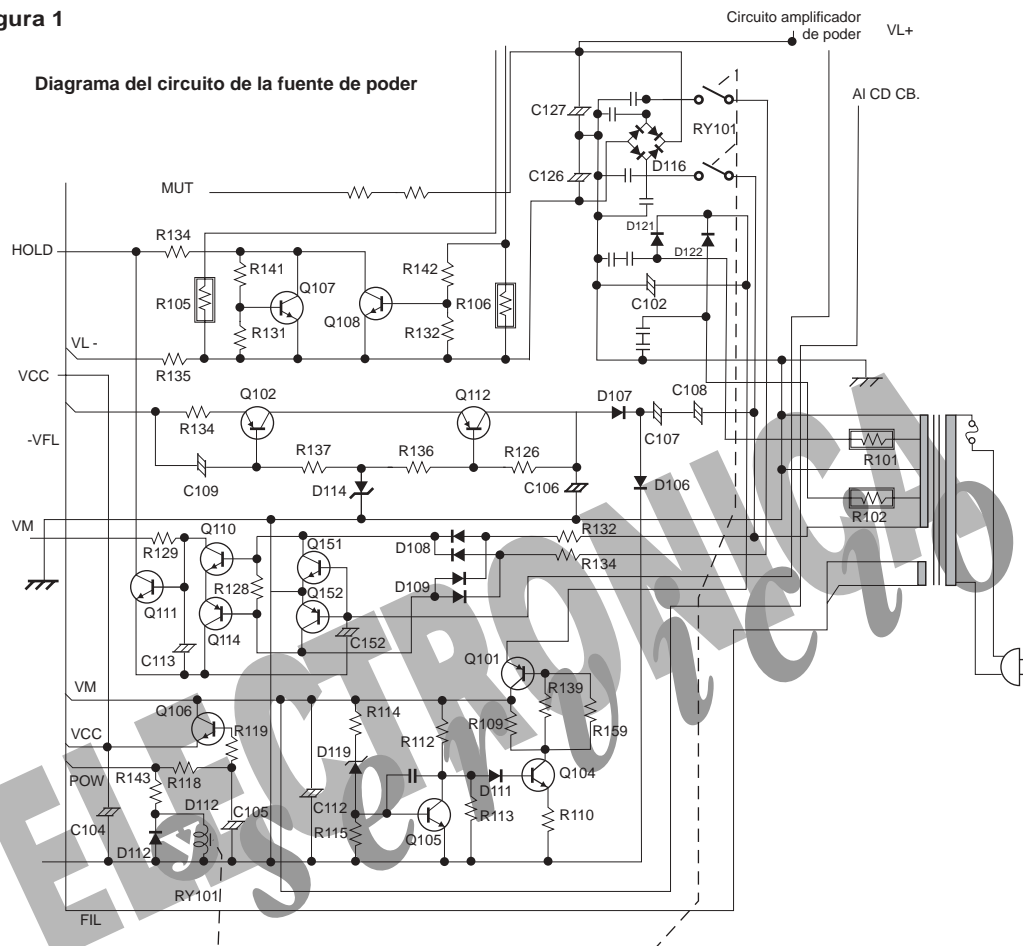 gura 1
Circuito amplificador
de poder
VL+
Diagrama del circuito de la fuente de poder
Al CD CB.
C127
RY101
D116
C126
MUT
D121
D122
HOLD
R134
R141
Q107
R142
R105
R106
C102
Q108
R131
R132
VL -
R135
VCC
Q102
Q112
D107
C108
-VFL
R134
C107
R137
R136
R126
R101
C109
D114
C106
D106
R102
VM
Q110
R132
R129
Q151
D108
R134
D109
R128
Q152
Q111
Q114
C152
C113
Q101
VM
R139
Q106
R114
R109
R119
R112
R159
VCC
D119
Q104
POW
R143
R118
D111
D112
C105
C112
R113
R110
C104
R115
Q105
D112
RY101
FIL
ELECTRONICA
y servicio